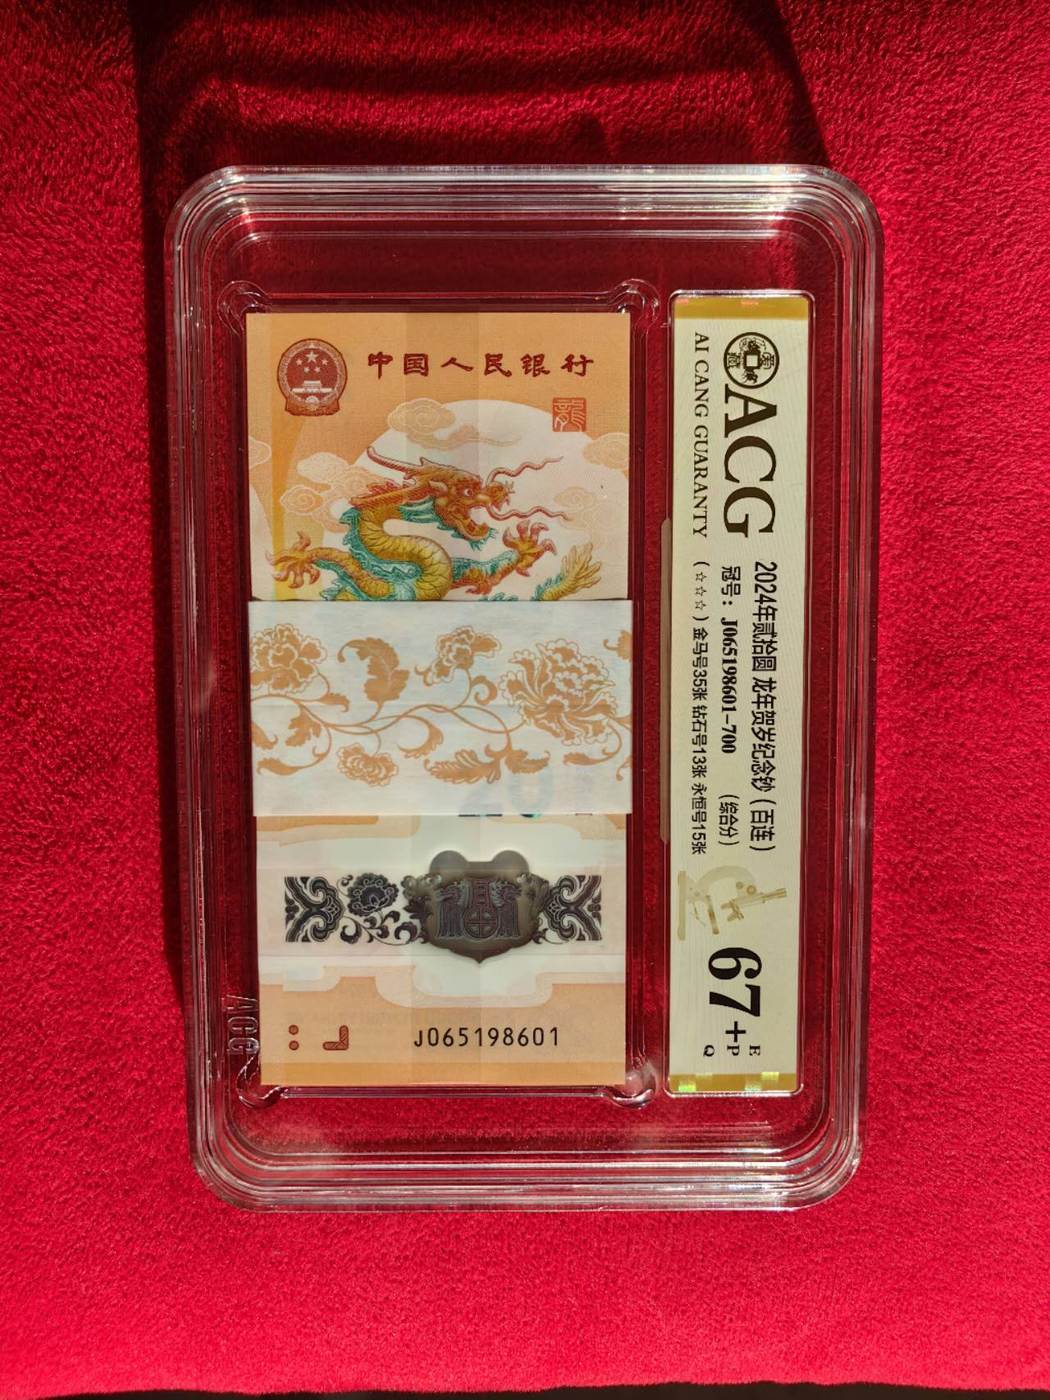 中国人民银行
J065198601
ACG
ACG
AI CANG GUARANTY
2024年贰拾圆 龙年贺岁纪念钞（百连）
冠号：J065198601-700 （综合分）
（☆☆☆）金马号35张 钻石号13张 永恒号15张
67+
E
P
Q